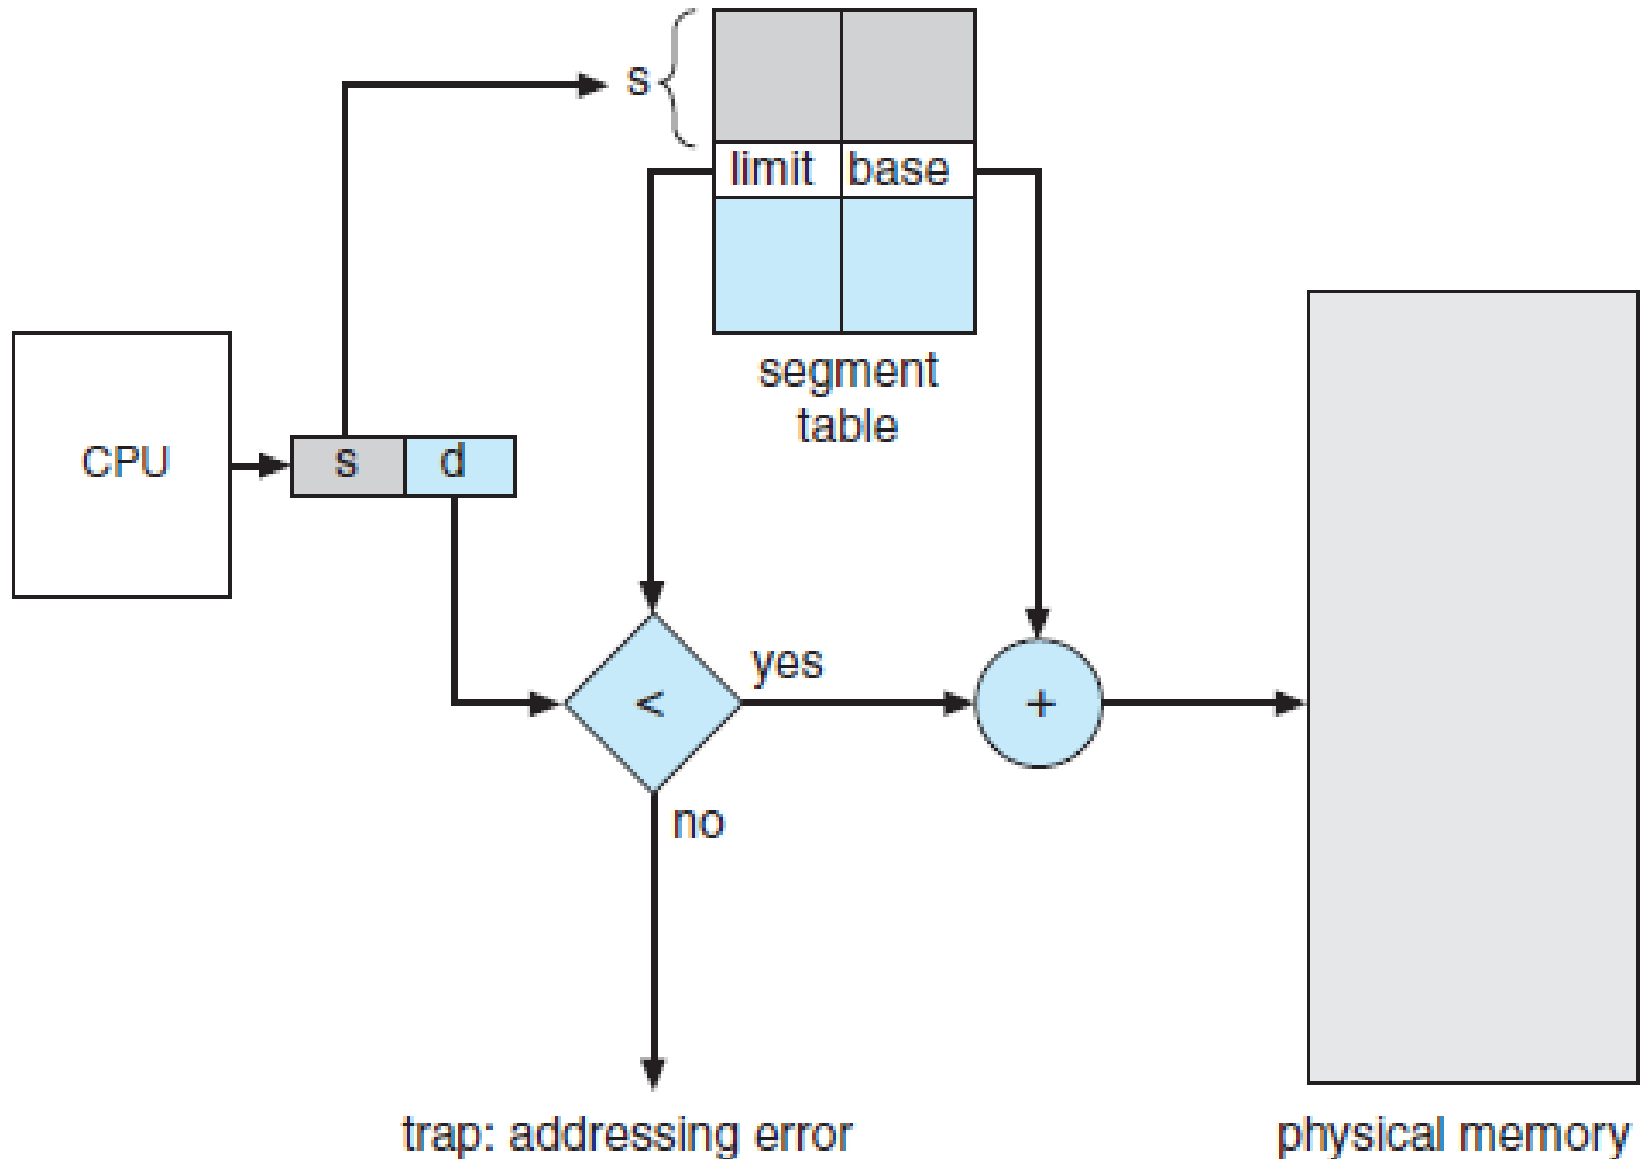 s
limit base
segment
table
CPU
s d
< yes +
no
trap: addressing error
physical memory